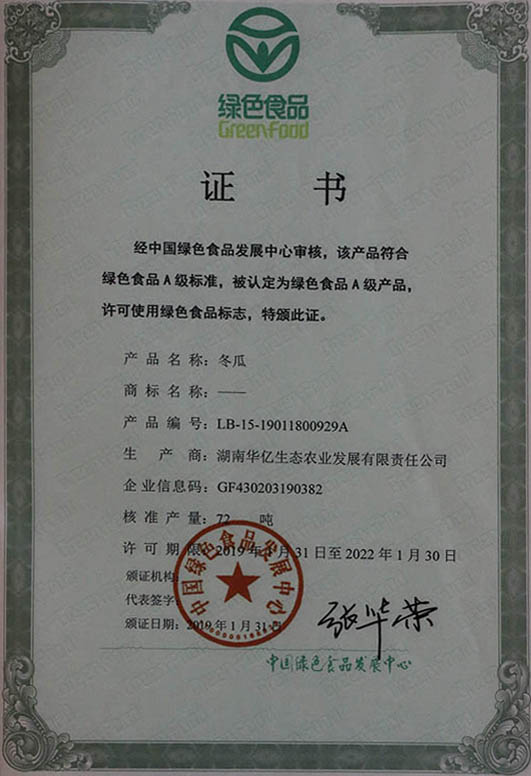 绿色食品
GreenFood
证 书
经中国绿色食品发展中心审核，该产品符合
绿色食品A级标准，被认定为绿色食品A级产品，
许可使用绿色食品标志，特颁此证。
产品名称：冬瓜
商标名称：——
产品编号：LB-15-19011800929A
生产商：湖南华亿生态农业发展有限责任公司
企业信息码：GF430203190382
核准产量：72 吨
许可期限：2019年1月31日至2022年1月30日
颁证机构：
代表签字：
颁证日期：2019年1月31日
中国绿色食品发展中心
张华荣
中国绿色食品发展中心